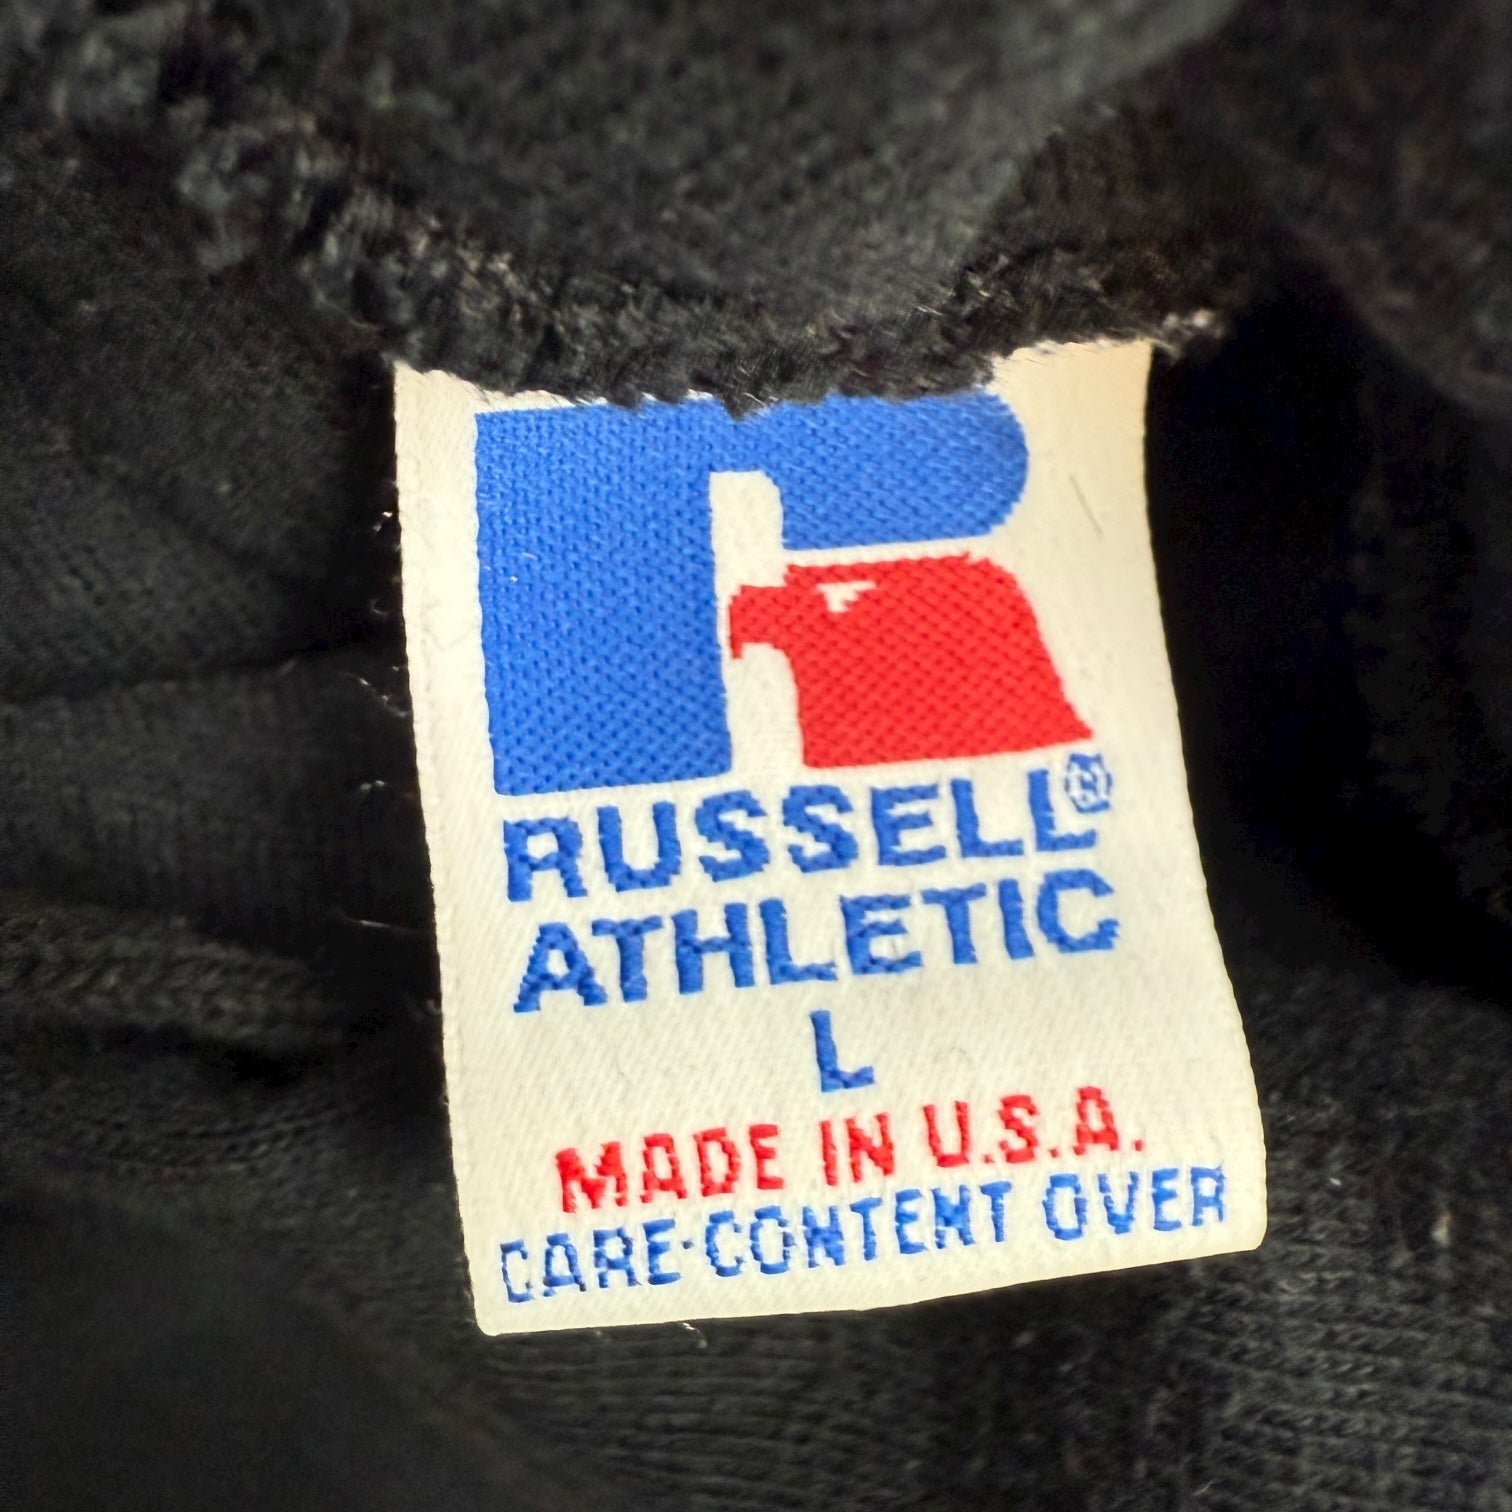 RUSSELL®
ATHLETIC
L
MADE IN U.S.A.
CARE·CONTENT OVER